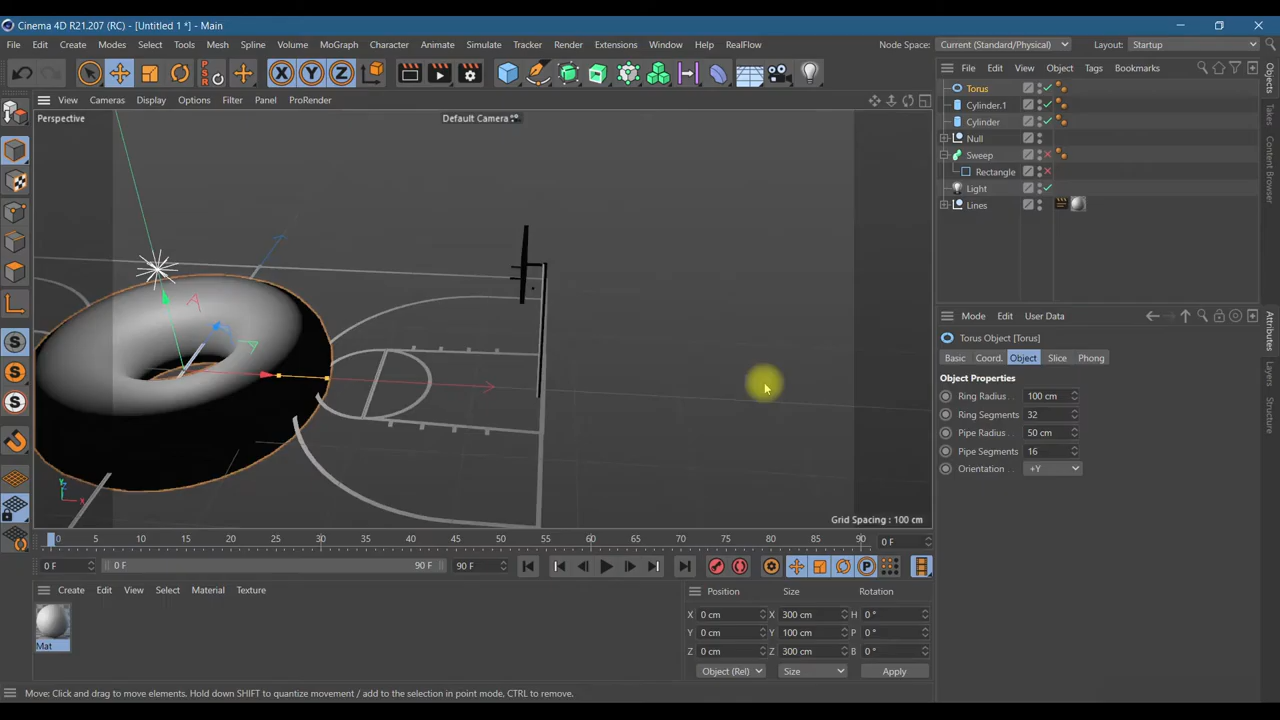 Cinema 4D R21.207 (RC) - [Untitled 1 *] - Main
File Edit Create Modes Select Tools Mesh Spline Volume MoGraph Character Animate Simulate Tracker Render Extensions Window Help RealFlow Node Space: Current (Standard/Physical) Layout: Startup
PSR X Y Z
File Edit View Object Tags Bookmarks
View Cameras Display Options Filter Panel ProRender
Perspective
Default Camera
Torus
Cylinder.1
Cylinder
Null
Sweep
Rectangle
Light
Lines
Objects
Takes
Content Browser
Attributes
Layers
Mode Edit User Data
Torus Object [Torus]
Basic Coord. Object Slice Phong
Object Properties
Ring Radius 100 cm
Ring Segments 32
Pipe Radius 50 cm
Pipe Segments 16
Orientation +Y
Y Z X
Grid Spacing : 100 cm
0 5 10 15 20 25 30 35 40 45 50 55 60 65 70 75 80 85 90 0 F
0 F 0 F 90 F 90 F
P
Create Edit View Select Material Texture
Mat
Position Size Rotation
X 0 cm X 300 cm H 0 °
Y 0 cm Y 100 cm P 0 °
Z 0 cm Z 300 cm B 0 °
Object (Rel) Size Apply
Move: Click and drag to move elements. Hold down SHIFT to quantize movement / add to the selection in point mode, CTRL to remove.